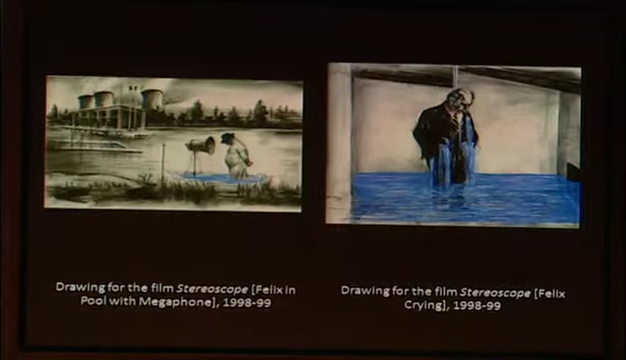 Drawing for the film Stereoscope [Felix in
Pool with Megaphone], 1998-99
Drawing for the film Stereoscope [Felix
Crying], 1998-99